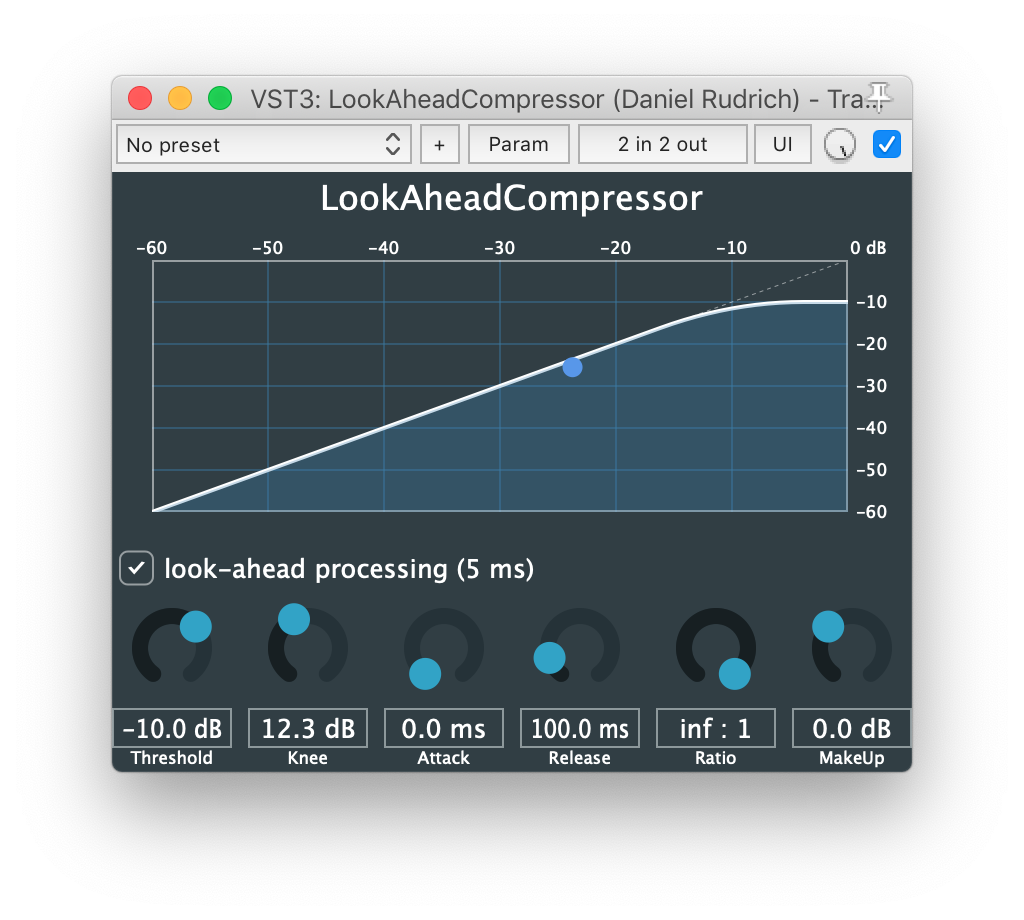 VST3: LookAheadCompressor (Daniel Rudrich) - Tra...
No preset + Param 2 in 2 out UI
LookAheadCompressor
−60 −50 −40 −30 −20 −10 0 dB
−10
−20
−30
−40
−50
−60
look-ahead processing (5 ms)
−10.0 dB 12.3 dB 0.0 ms 100.0 ms inf : 1 0.0 dB
Threshold Knee Attack Release Ratio MakeUp